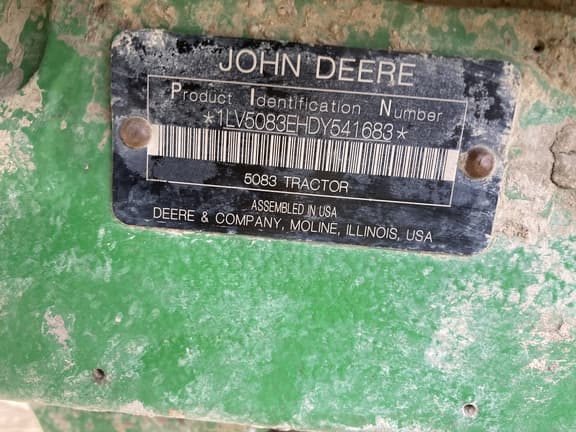 JOHN DEERE
Product Identification Number
*1LV5083EHDY541683*
5083 TRACTOR
ASSEMBLED IN USA
DEERE & COMPANY, MOLINE, ILLINOIS, USA